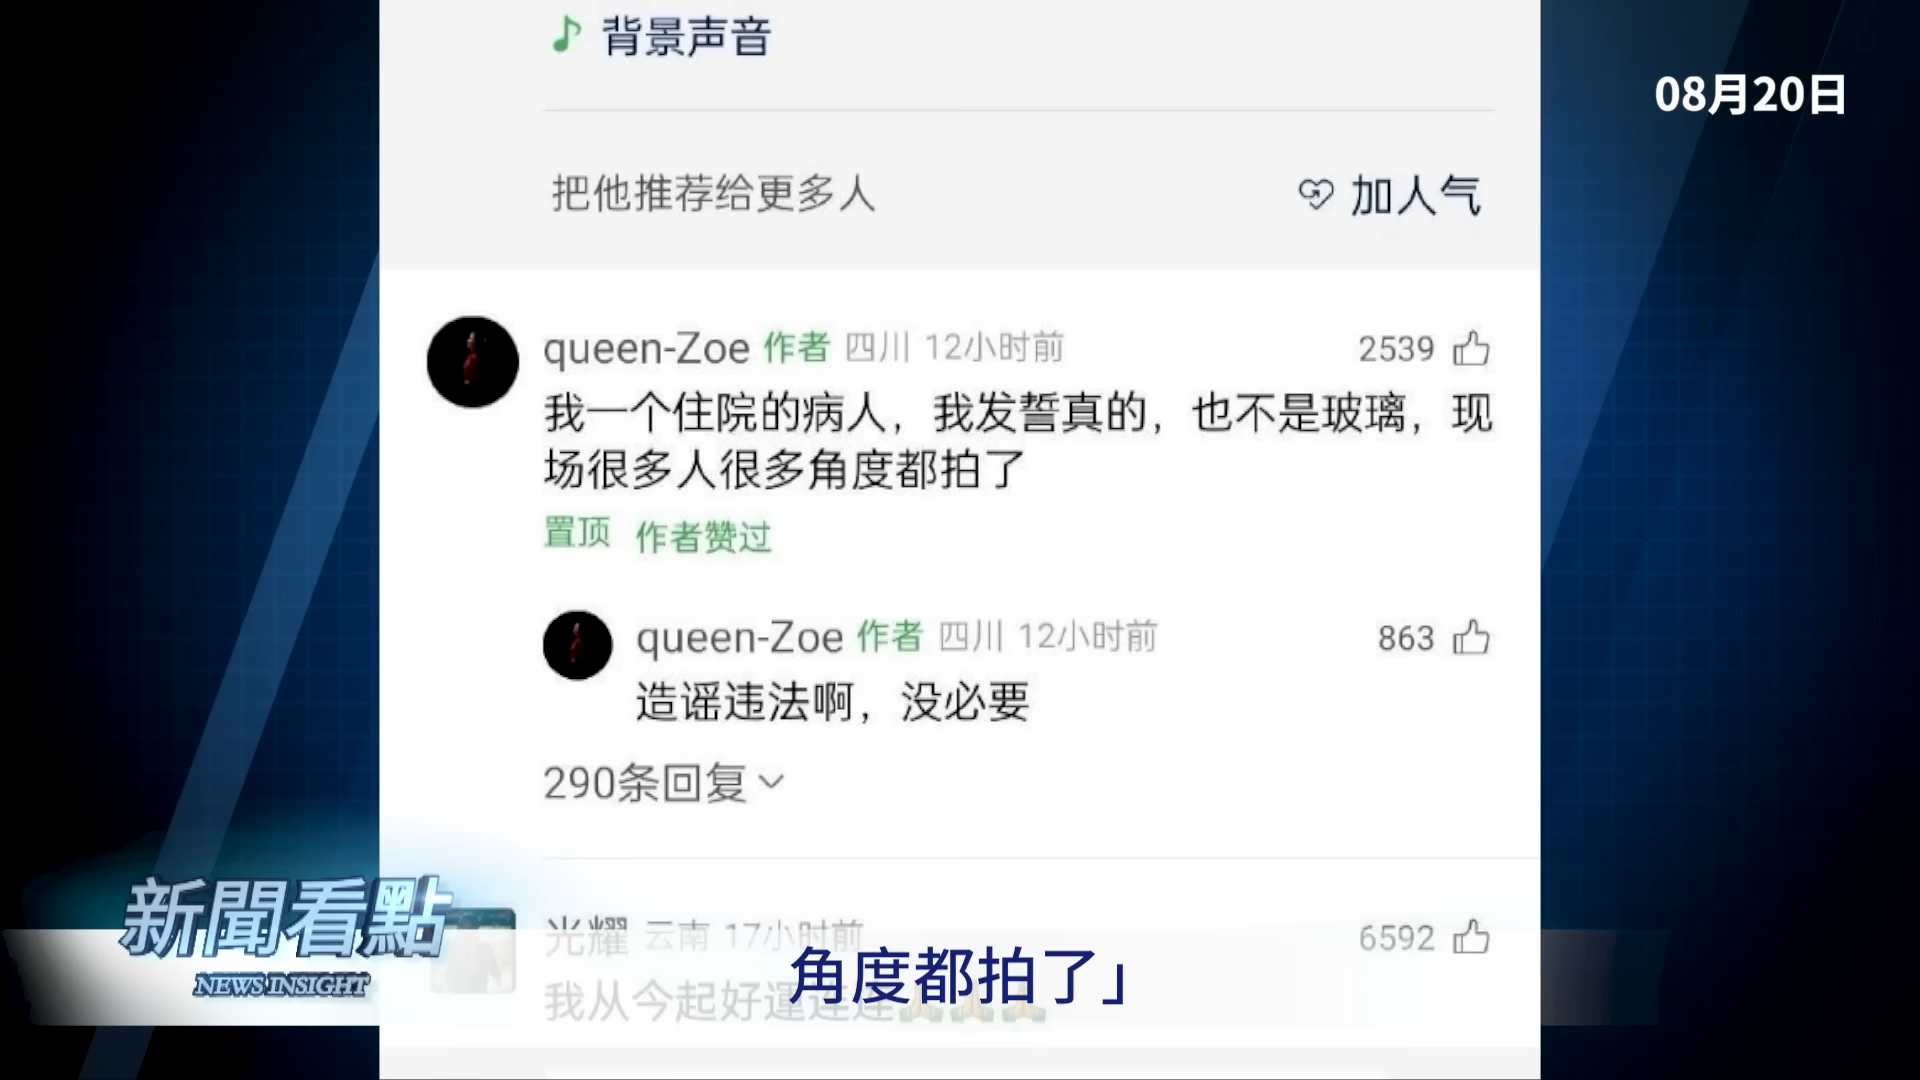 背景声音
08月20日
把他推荐给更多人
加人气
queen-Zoe 作者 四川 12小时前
2539
我一个住院的病人，我发誓真的，也不是玻璃，现
场很多人很多角度都拍了
置顶 作者赞过
queen-Zoe 作者 四川 12小时前
863
造谣违法啊，没必要
290条回复
新聞看點
NEWS INSIGHT
光耀 云南 17小时前
6592
我从今起好運连连🙏🙏🙏
角度都拍了」